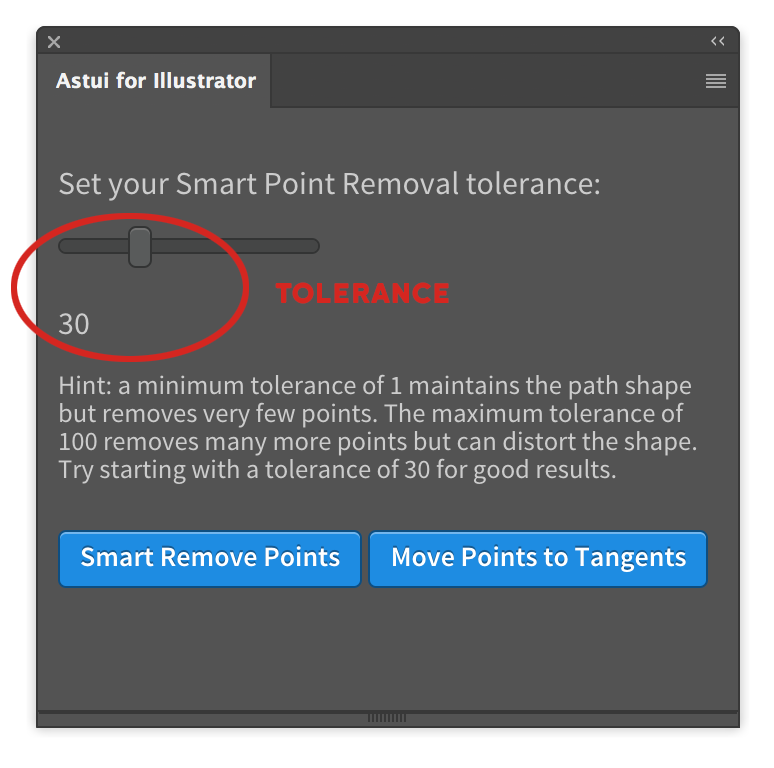 Astui for Illustrator
Set your Smart Point Removal tolerance:
TOLERANCE
30
Hint: a minimum tolerance of 1 maintains the path shape
but removes very few points. The maximum tolerance of
100 removes many more points but can distort the shape.
Try starting with a tolerance of 30 for good results.
Smart Remove Points
Move Points to Tangents